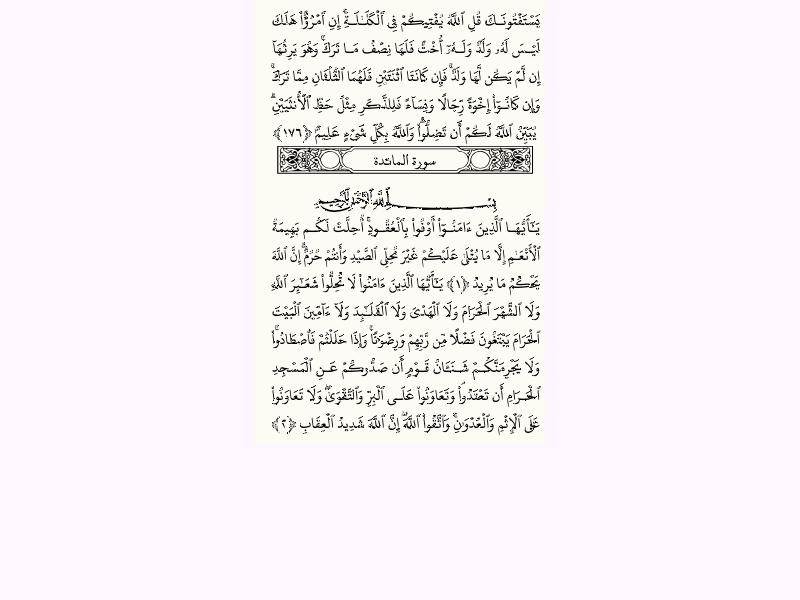 يَسْتَفْتُونَكَ قُلِ ٱللَّهُ يُفْتِيكُمْ فِى ٱلْكَلَـٰلَةِ ۚ إِنِ ٱمْرُؤٌا۟ هَلَكَ
لَيْسَ لَهُۥ وَلَدٌ وَلَهُۥٓ أُخْتٌ فَلَهَا نِصْفُ مَا تَرَكَ ۚ وَهُوَ يَرِثُهَآ
إِن لَّمْ يَكُن لَّهَا وَلَدٌ ۚ فَإِن كَانَتَا ٱثْنَتَيْنِ فَلَهُمَا ٱلثُّلُثَانِ مِمَّا تَرَكَ ۚ
وَإِن كَانُوٓا۟ إِخْوَةً رِّجَالًا وَنِسَآءً فَلِلذَّكَرِ مِثْلُ حَظِّ ٱلْأُنثَيَيْنِ ۗ
يُبَيِّنُ ٱللَّهُ لَكُمْ أَن تَضِلُّوا۟ ۗ وَٱللَّهُ بِكُلِّ شَىْءٍ عَلِيمٌۢ ﴿١٧٦﴾
سورة المائدة
بِسْمِ ٱللَّهِ ٱلرَّحْمَـٰنِ ٱلرَّحِيمِ
يَـٰٓأَيُّهَا ٱلَّذِينَ ءَامَنُوٓا۟ أَوْفُوا۟ بِٱلْعُقُودِ ۚ أُحِلَّتْ لَكُم بَهِيمَةُ
ٱلْأَنْعَـٰمِ إِلَّا مَا يُتْلَىٰ عَلَيْكُمْ غَيْرَ مُحِلِّى ٱلصَّيْدِ وَأَنتُمْ حُرُمٌ ۗ إِنَّ ٱللَّهَ
يَحْكُمُ مَا يُرِيدُ ﴿١﴾ يَـٰٓأَيُّهَا ٱلَّذِينَ ءَامَنُوا۟ لَا تُحِلُّوا۟ شَعَـٰٓئِرَ ٱللَّهِ
وَلَا ٱلشَّهْرَ ٱلْحَرَامَ وَلَا ٱلْهَدْىَ وَلَا ٱلْقَلَـٰٓئِدَ وَلَآ ءَآمِّينَ ٱلْبَيْتَ
ٱلْحَرَامَ يَبْتَغُونَ فَضْلًا مِّن رَّبِّهِمْ وَرِضْوَٰنًا ۚ وَإِذَا حَلَلْتُمْ فَٱصْطَادُوا۟ ۚ
وَلَا يَجْرِمَنَّكُمْ شَنَـَٔانُ قَوْمٍ أَن صَدُّوكُمْ عَنِ ٱلْمَسْجِدِ
ٱلْحَرَامِ أَن تَعْتَدُوا۟ ۘ وَتَعَاوَنُوا۟ عَلَى ٱلْبِرِّ وَٱلتَّقْوَىٰ ۖ وَلَا تَعَاوَنُوا۟
عَلَى ٱلْإِثْمِ وَٱلْعُدْوَٰنِ ۚ وَٱتَّقُوا۟ ٱللَّهَ ۖ إِنَّ ٱللَّهَ شَدِيدُ ٱلْعِقَابِ ﴿٢﴾